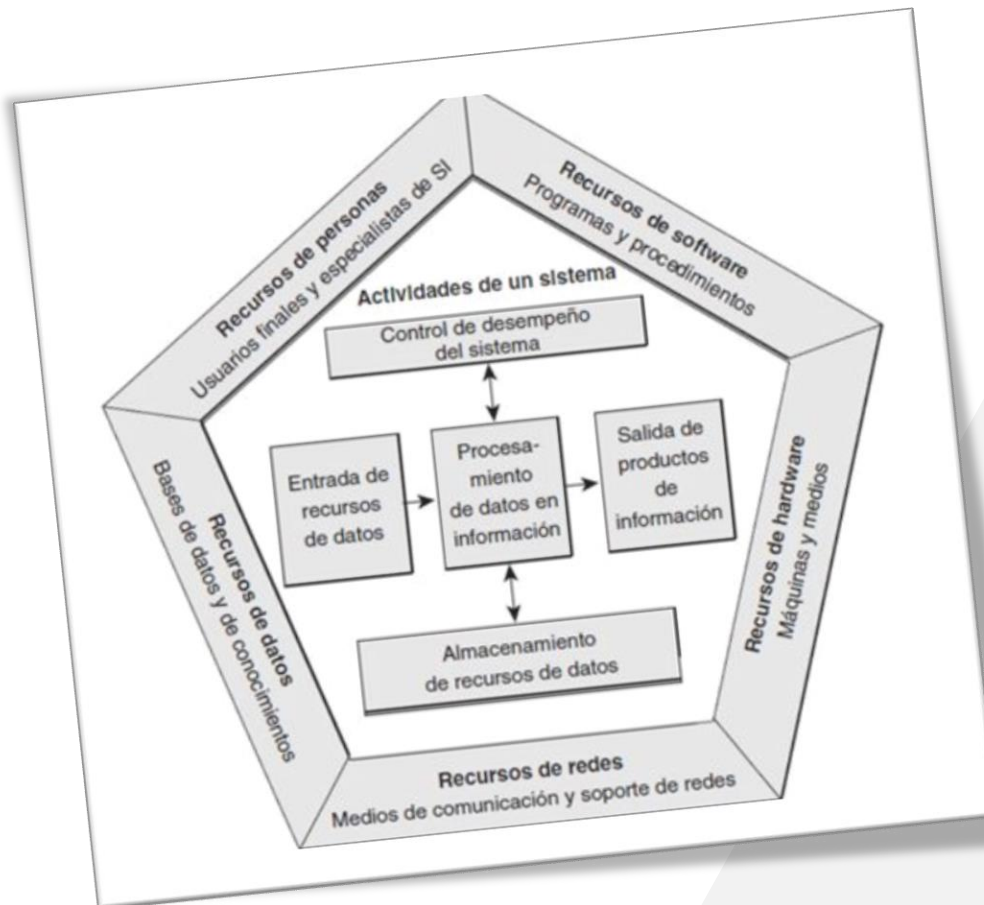 Recursos de personas
Usuarios finales y especialistas de SI
Recursos de software
Programas y procedimientos
Actividades de un sistema
Control de desempeño
del sistema
Entrada de
recursos
de datos
Procesa-
miento
de datos en
información
Salida de
productos
de
información
Almacenamiento
de recursos de datos
Recursos de datos
Bases de datos y de conocimientos
Recursos de hardware
Máquinas y medios
Recursos de redes
Medios de comunicación y soporte de redes